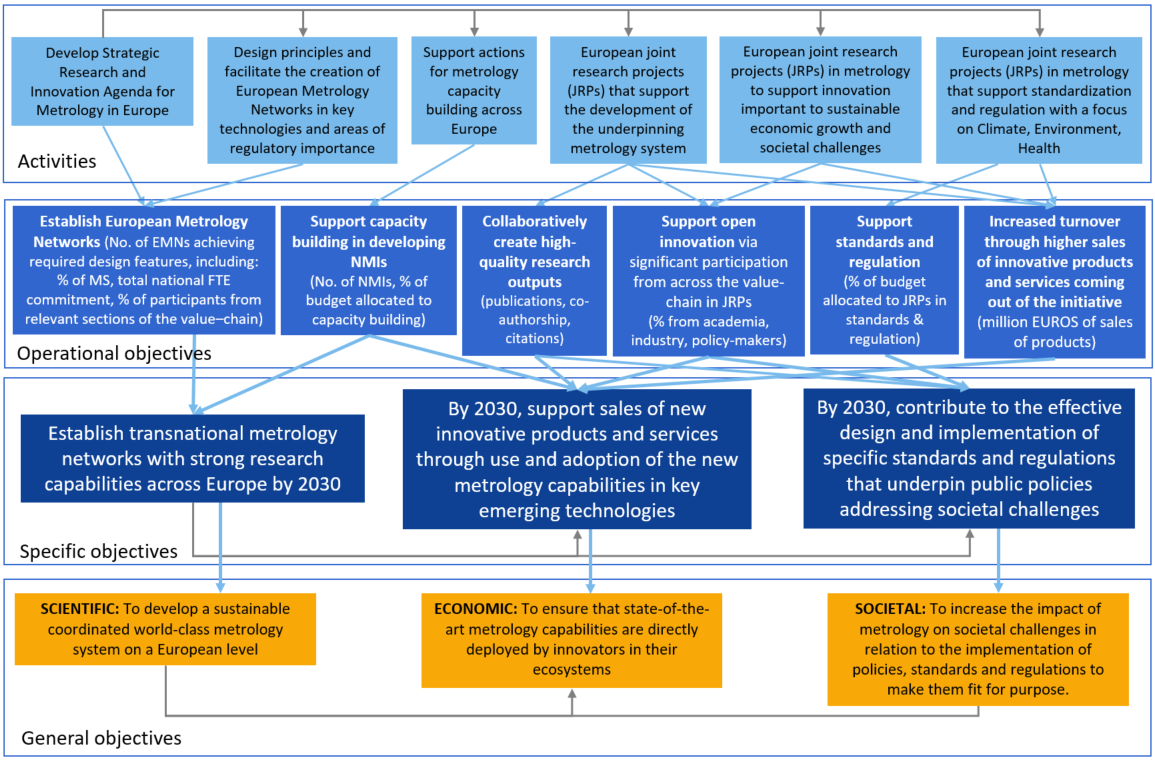 Develop Strategic
Research and
Innovation Agenda for
Metrology in Europe
Design principles and
facilitate the creation of
European Metrology
Networks in key
technologies and areas of
regulatory importance
Support actions
for metrology
capacity
building across
Europe
European joint
research projects
(JRPs) that support
the development of
the underpinning
metrology system
European joint research
projects (JRPs) in metrology
to support innovation
important to sustainable
economic growth and
societal challenges
European joint research
projects (JRPs) in metrology
that support standardization
and regulation with a focus
on Climate, Environment,
Health
Activities
Establish European Metrology
Networks (No. of EMNs achieving
required design features, including:
% of MS, total national FTE
commitment, % of participants from
relevant sections of the value–chain)
Support capacity
building in developing
NMIs
(No. of NMIs, % of
budget allocated to
capacity building)
Collaboratively
create high-
quality research
outputs
(publications, co-
authorship,
citations)
Support open
innovation via
significant participation
from across the value-
chain in JRPs
(% from academia,
industry, policy-makers)
Support
standards and
regulation
(% of budget
allocated to JRPs in
standards &
regulation)
Increased turnover
through higher sales
of innovative products
and services coming
out of the initiative
(million EUROS of sales
of products)
Operational objectives
Establish transnational metrology
networks with strong research
capabilities across Europe by 2030
By 2030, support sales of new
innovative products and services
through use and adoption of the new
metrology capabilities in key
emerging technologies
By 2030, contribute to the effective
design and implementation of
specific standards and regulations
that underpin public policies
addressing societal challenges
Specific objectives
SCIENTIFIC: To develop a sustainable
coordinated world-class metrology
system on a European level
ECONOMIC: To ensure that state-of-the-
art metrology capabilities are directly
deployed by innovators in their
ecosystems
SOCIETAL: To increase the impact of
metrology on societal challenges in
relation to the implementation of
policies, standards and regulations to
make them fit for purpose.
General objectives